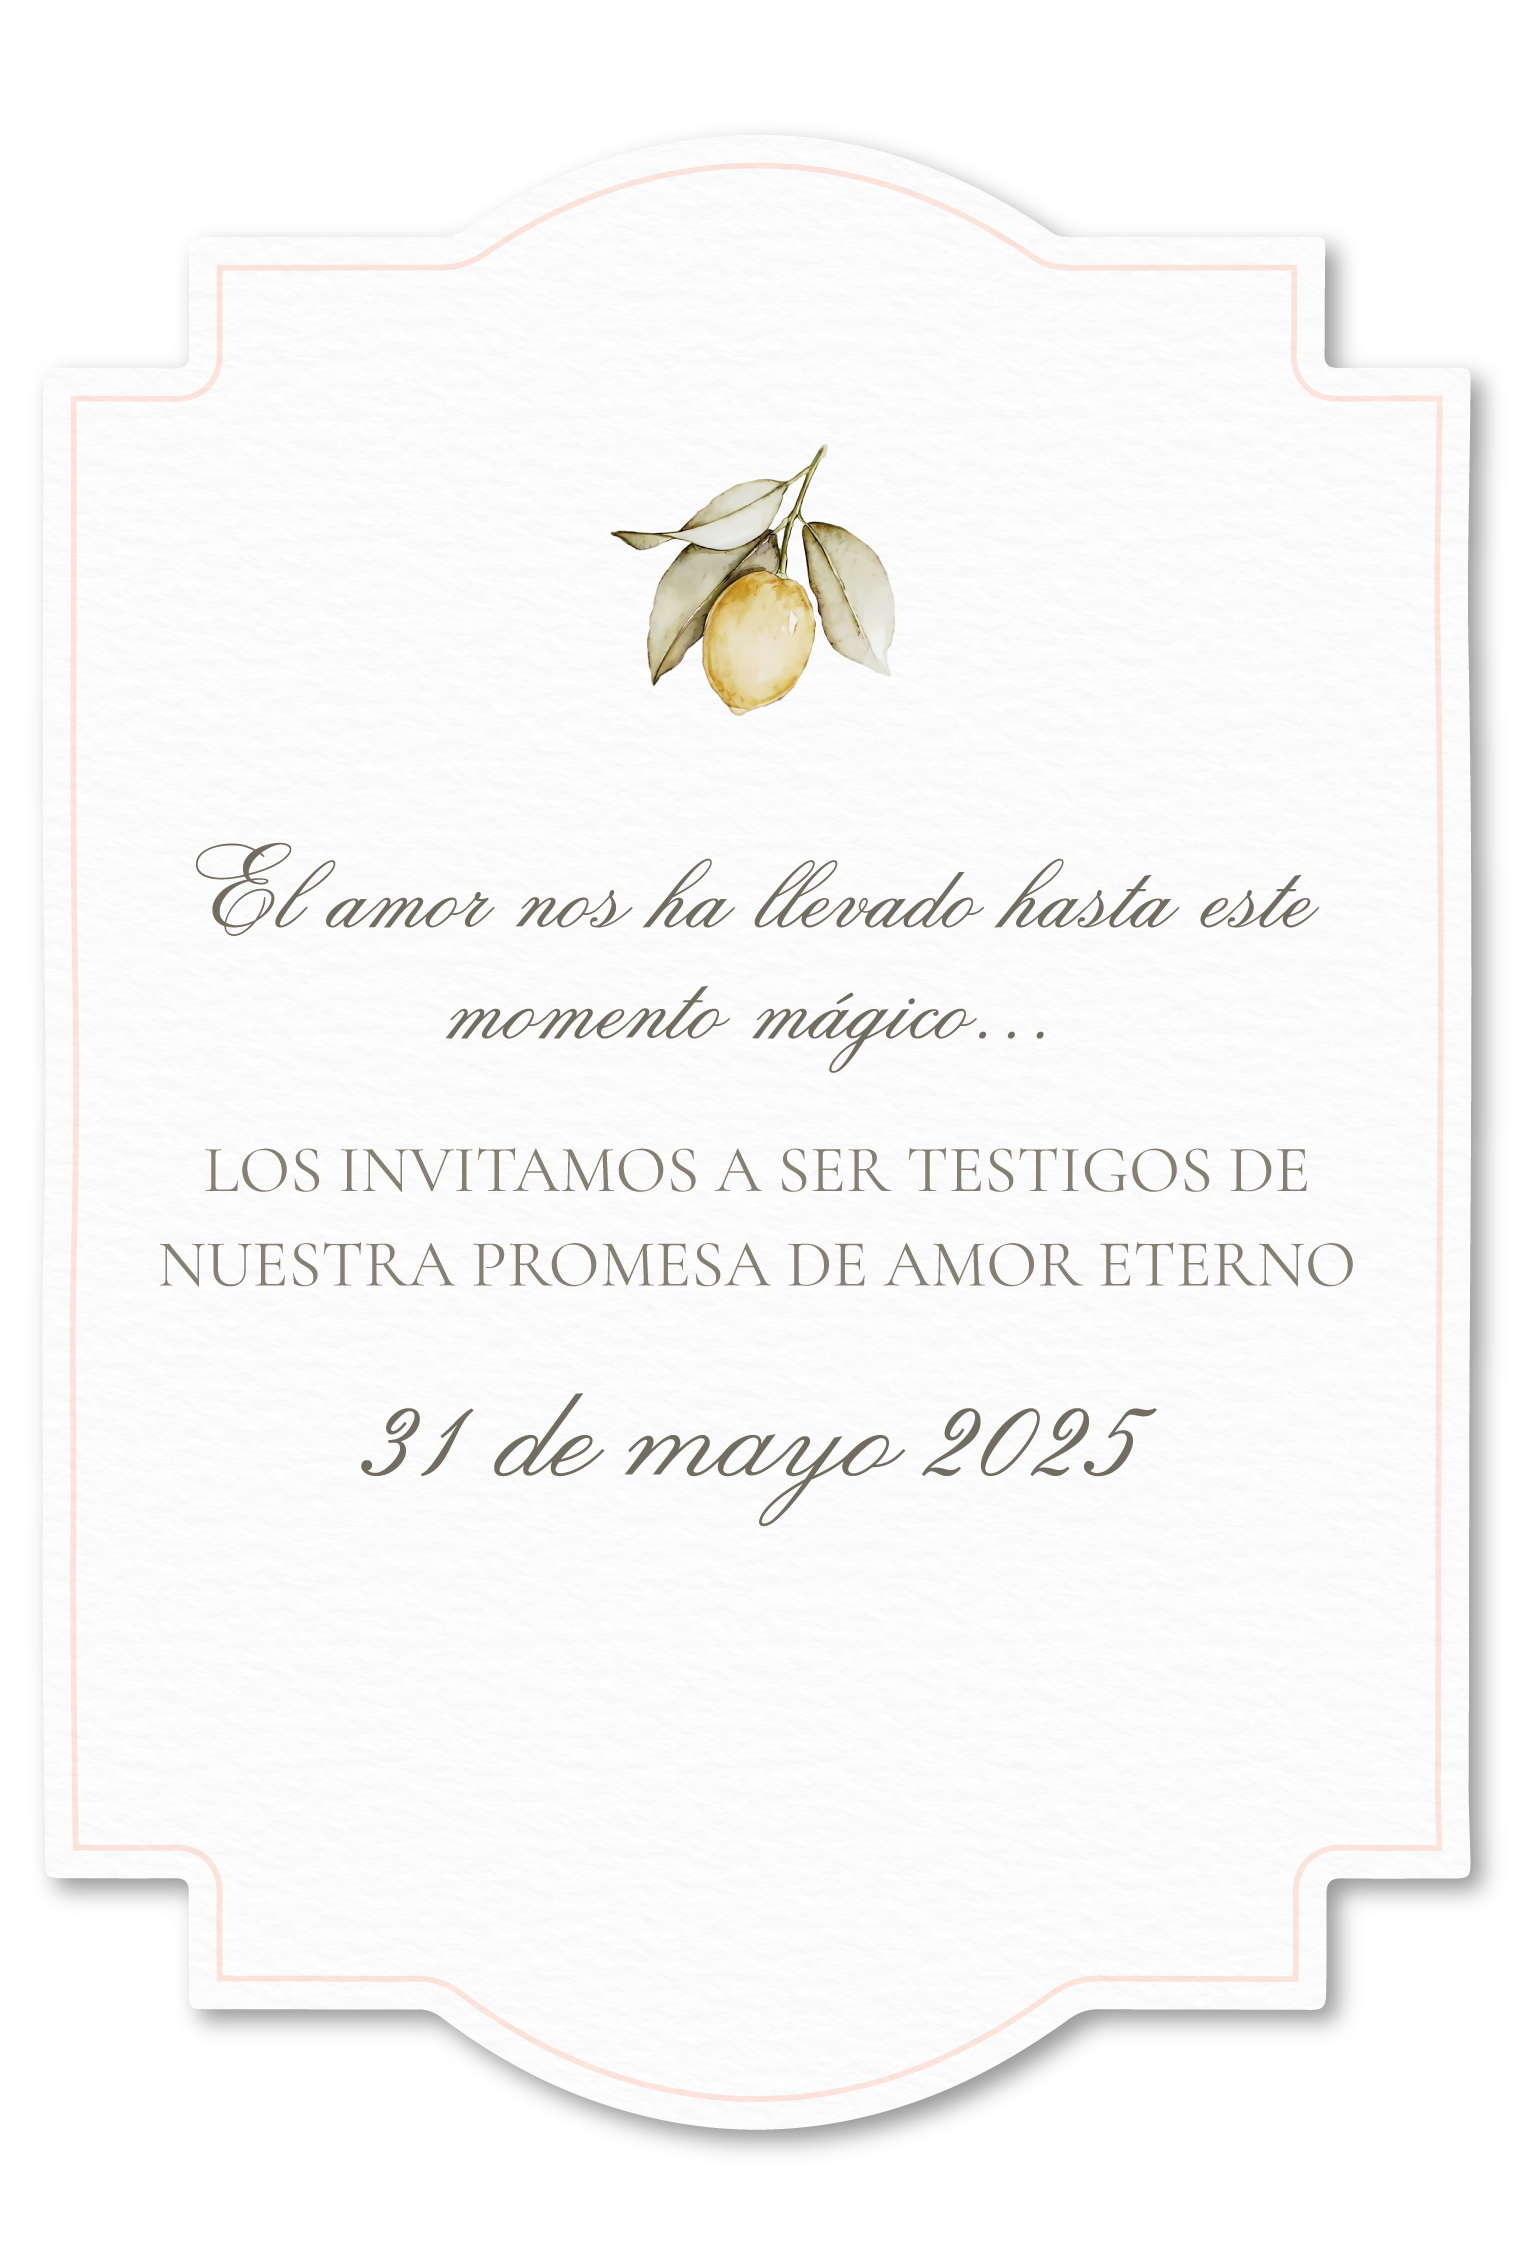 El amor nos ha llevado hasta este
momento mágico...
LOS INVITAMOS A SER TESTIGOS DE
NUESTRA PROMESA DE AMOR ETERNO
31 de mayo 2025